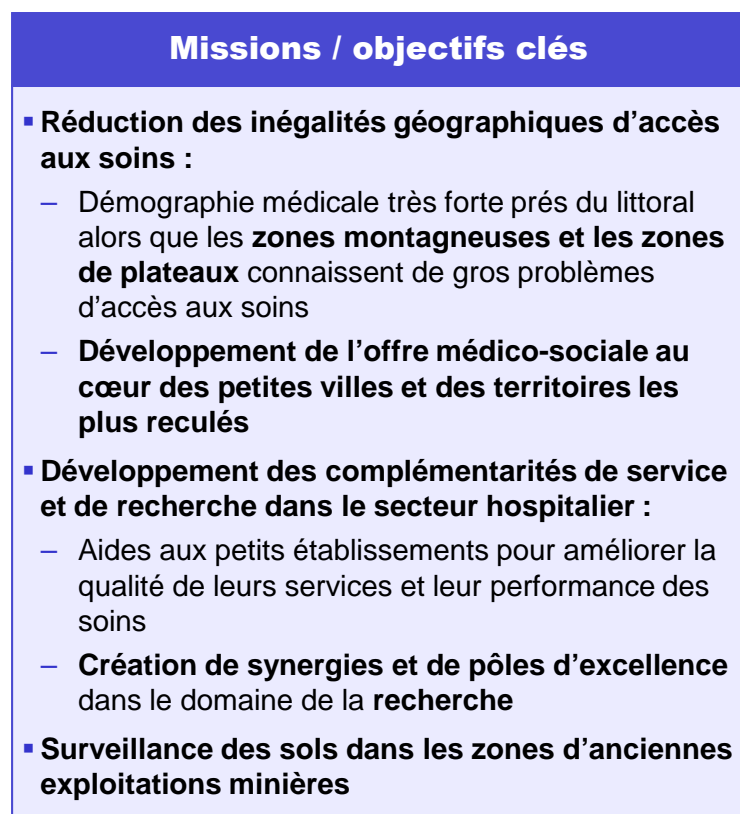 Missions / objectifs clés
▪ Réduction des inégalités géographiques d’accès
aux soins :
– Démographie médicale très forte prés du littoral
alors que les zones montagneuses et les zones
de plateaux connaissent de gros problèmes
d’accès aux soins
– Développement de l’offre médico-sociale au
cœur des petites villes et des territoires les
plus reculés
▪ Développement des complémentarités de service
et de recherche dans le secteur hospitalier :
– Aides aux petits établissements pour améliorer la
qualité de leurs services et leur performance des
soins
– Création de synergies et de pôles d’excellence
dans le domaine de la recherche
▪ Surveillance des sols dans les zones d’anciennes
exploitations minières